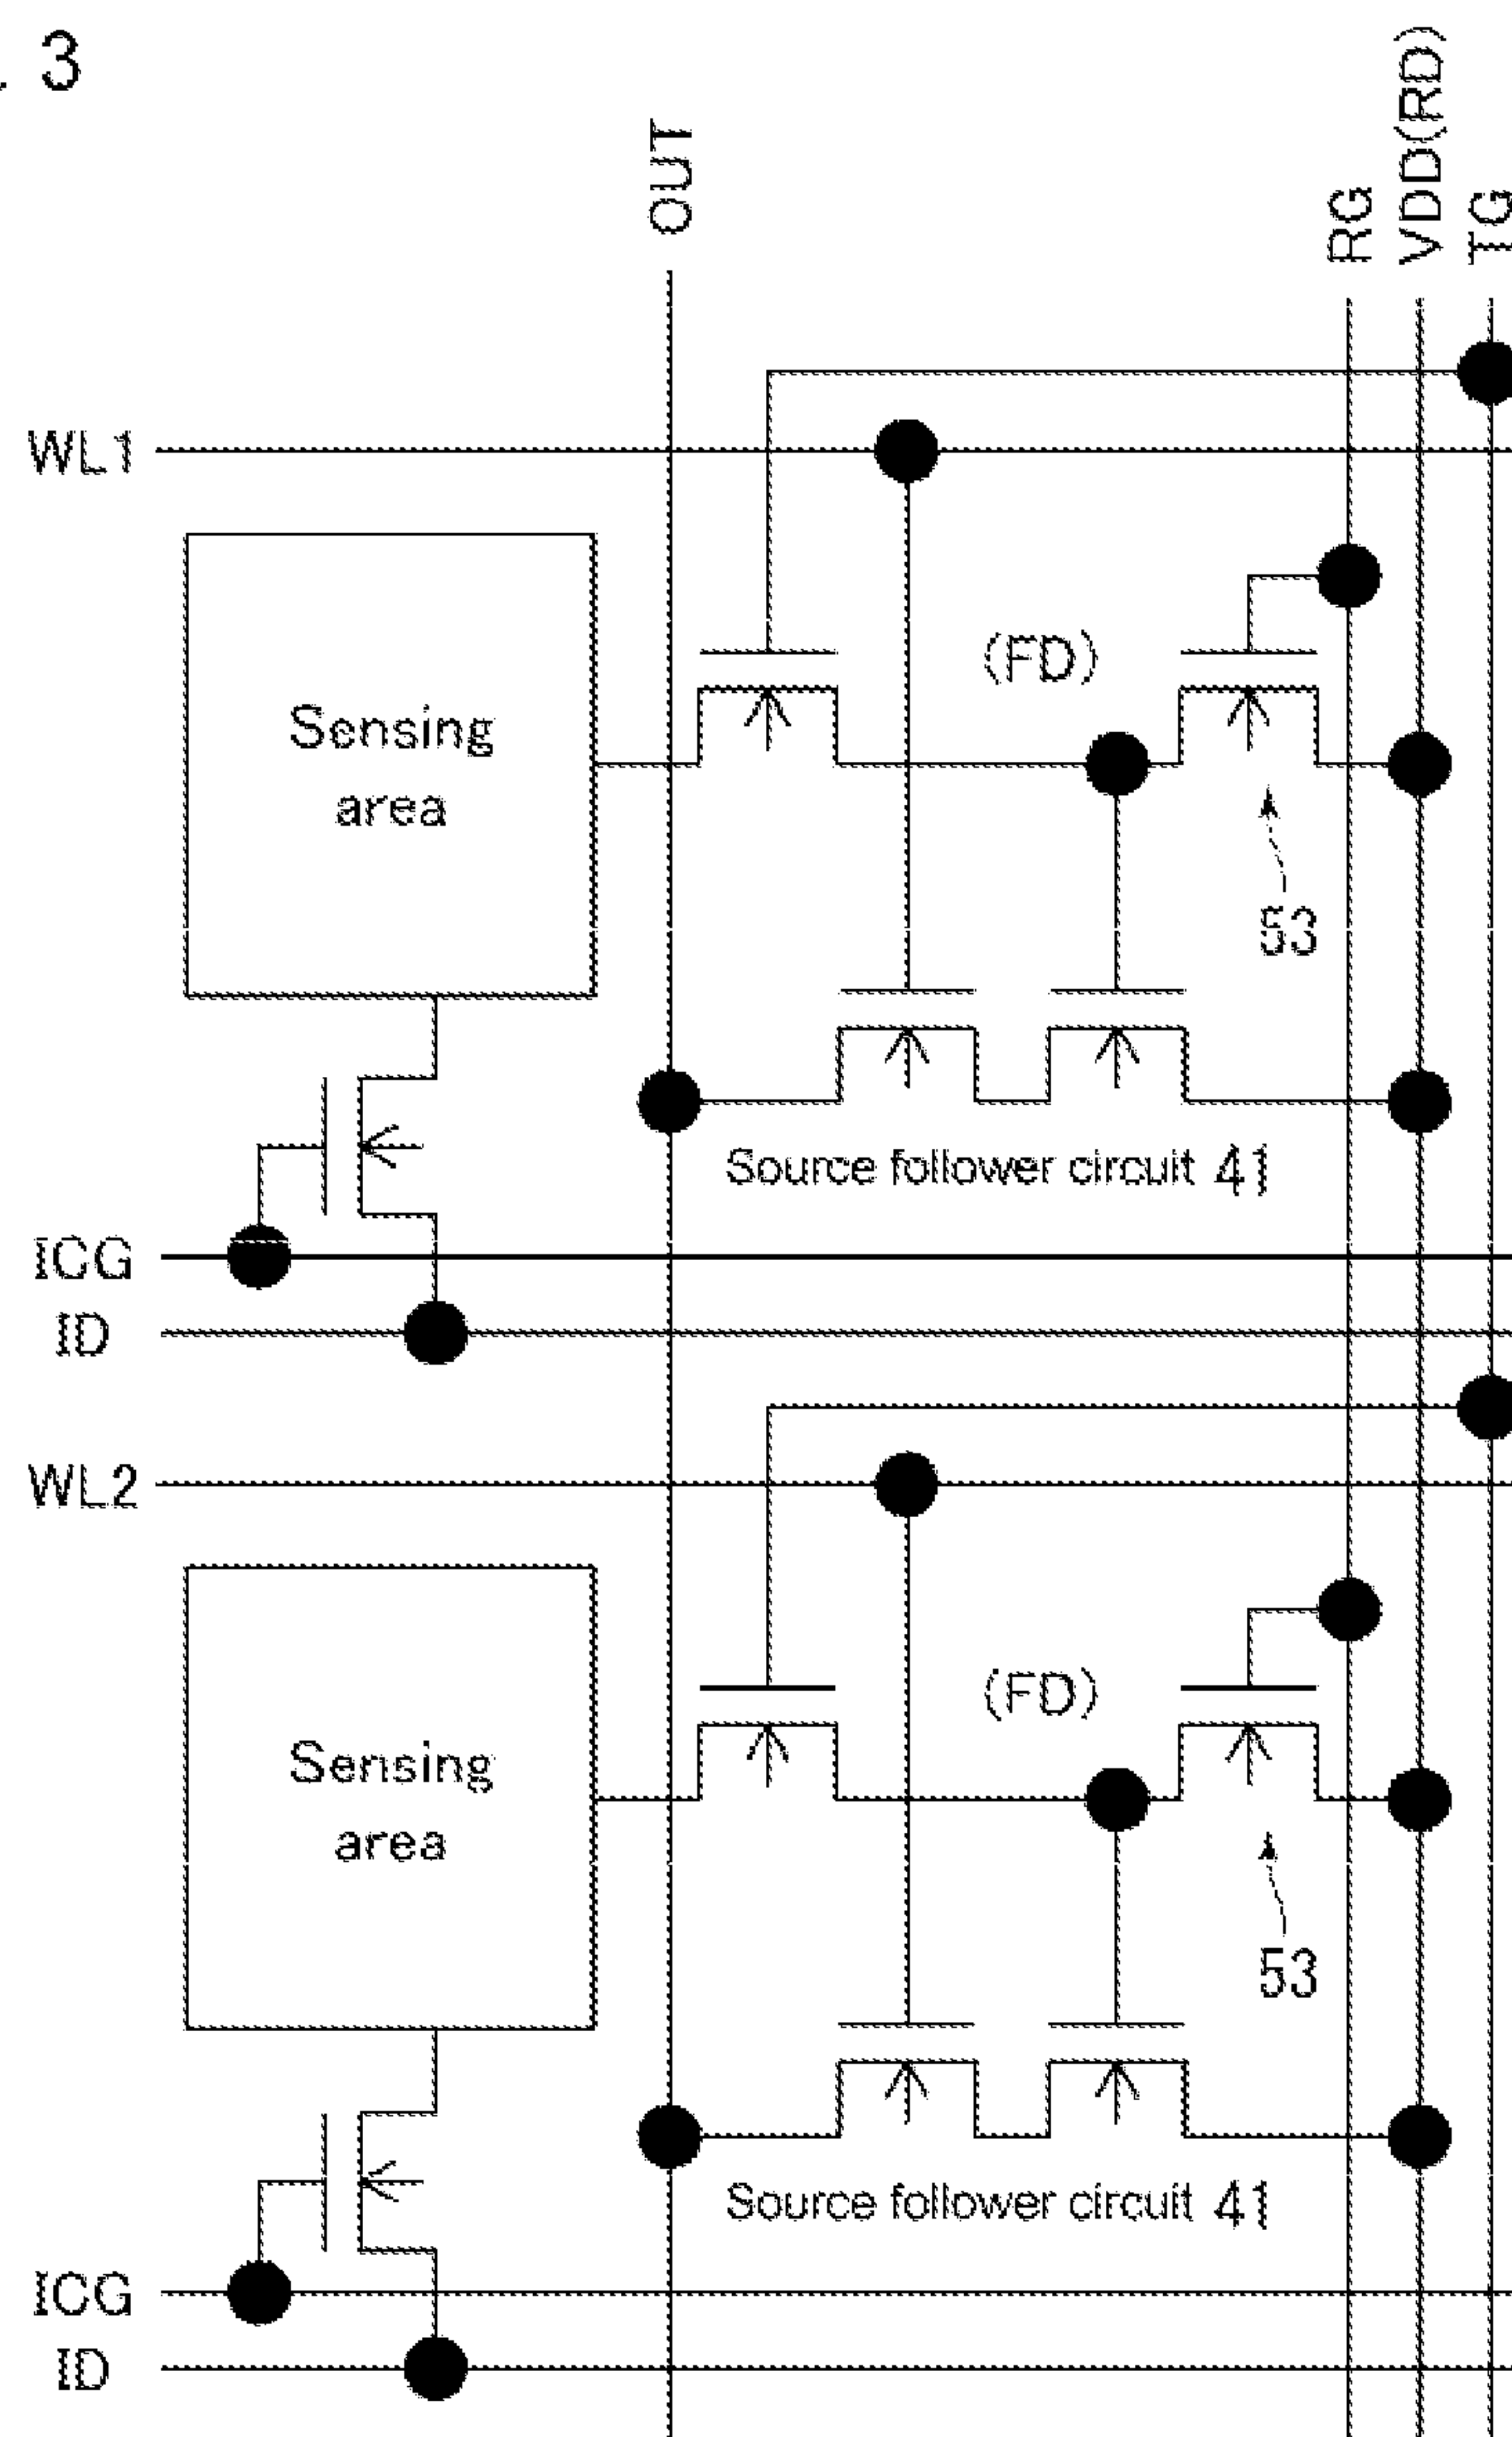 . 3
OUT
RG
VDD(RD)
TG
WL1
Sensing
area
(FD)
53
Source follower circuit 41
ICG
ID
WL2
Sensing
area
(FD)
53
Source follower circuit 41
ICG
ID